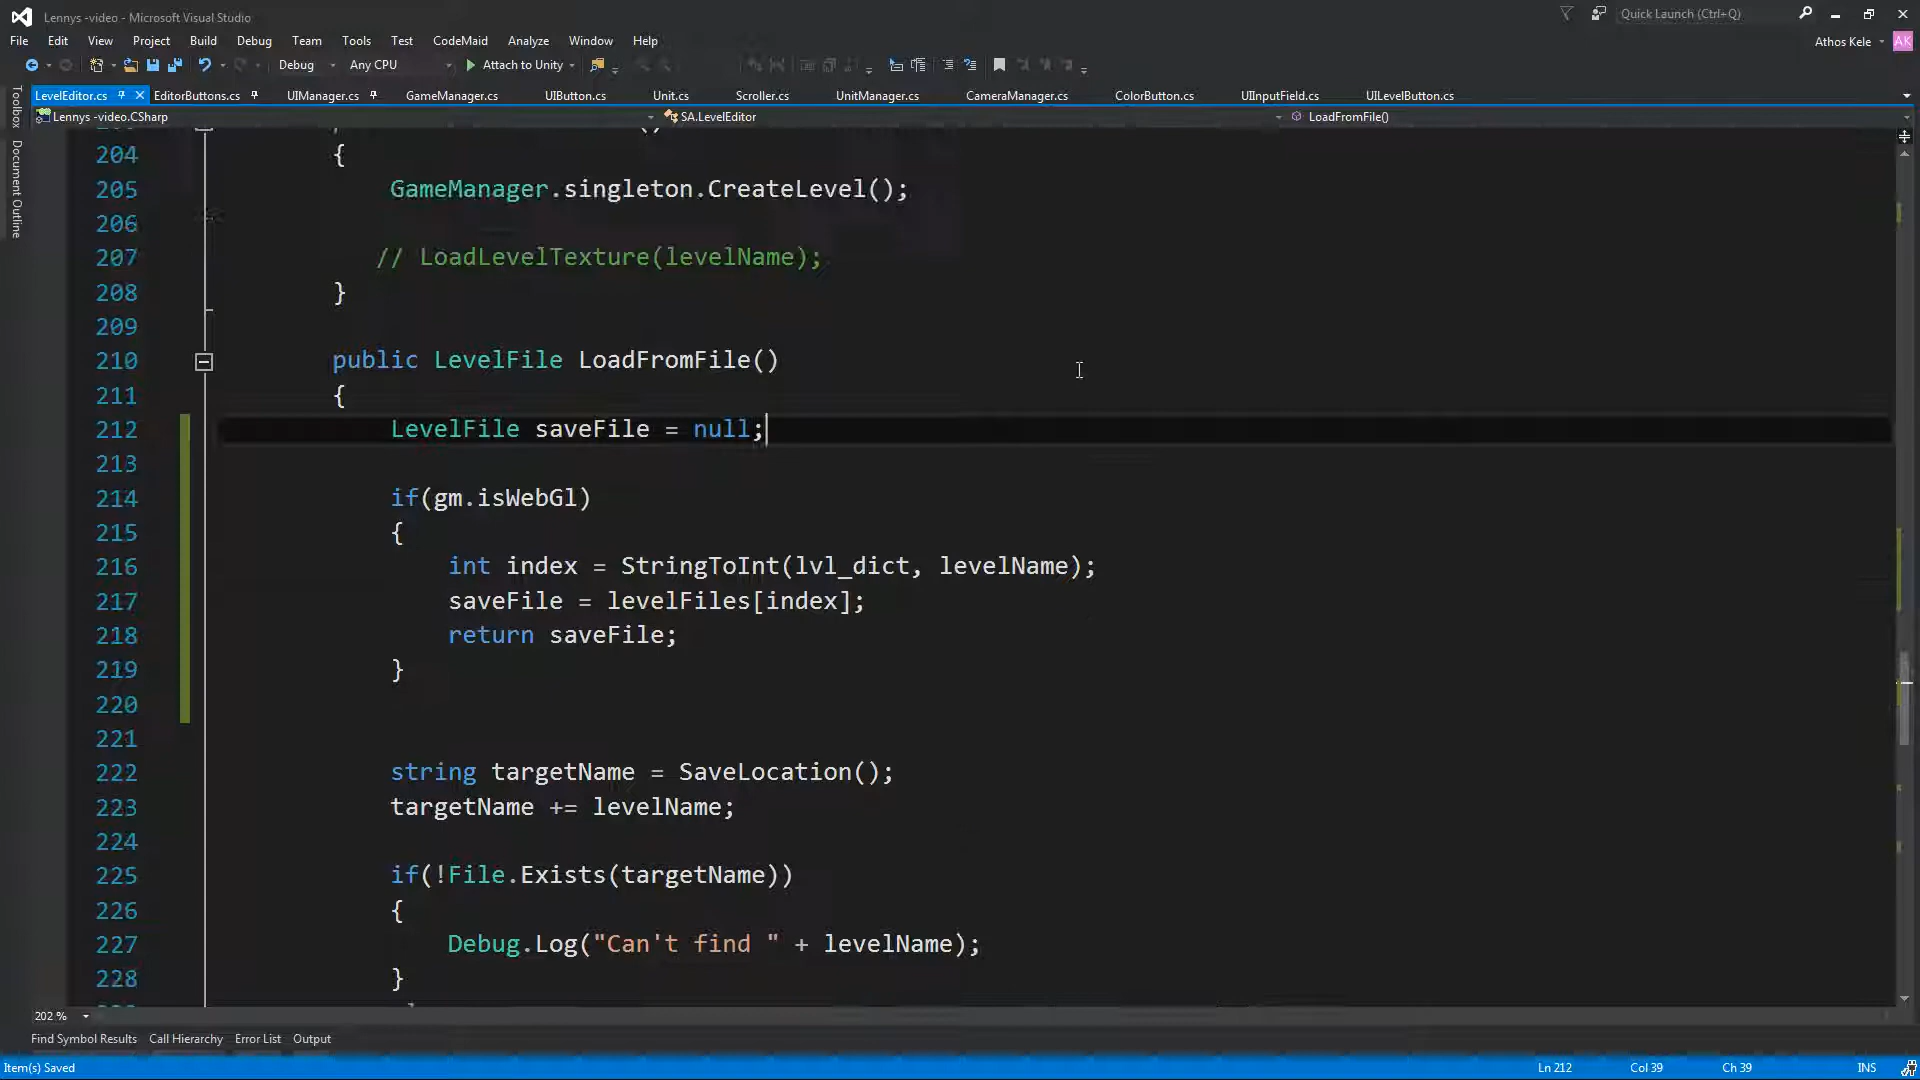 Lennys -video - Microsoft Visual Studio
Quick Launch (Ctrl+Q)
File Edit View Project Build Debug Team Tools Test CodeMaid Analyze Window Help
Athos Kele AK
Debug Any CPU Attach to Unity
LevelEditor.cs EditorButtons.cs UIManager.cs GameManager.cs UIButton.cs Unit.cs Scroller.cs UnitManager.cs CameraManager.cs ColorButton.cs UIInputField.cs UILevelButton.cs
Lennys -video.CSharp SA.LevelEditor LoadFromFile()
Toolbox
Document Outline
204 {
205 GameManager.singleton.CreateLevel();
206
207 // LoadLevelTexture(levelName);
208 }
209
210 public LevelFile LoadFromFile()
211 {
212 LevelFile saveFile = null;
213
214 if(gm.isWebGl)
215 {
216 int index = StringToInt(lvl_dict, levelName);
217 saveFile = levelFiles[index];
218 return saveFile;
219 }
220
221
222 string targetName = SaveLocation();
223 targetName += levelName;
224
225 if(!File.Exists(targetName))
226 {
227 Debug.Log("Can't find " + levelName);
228 }
202 %
Find Symbol Results Call Hierarchy Error List Output
Item(s) Saved Ln 212 Col 39 Ch 39 INS